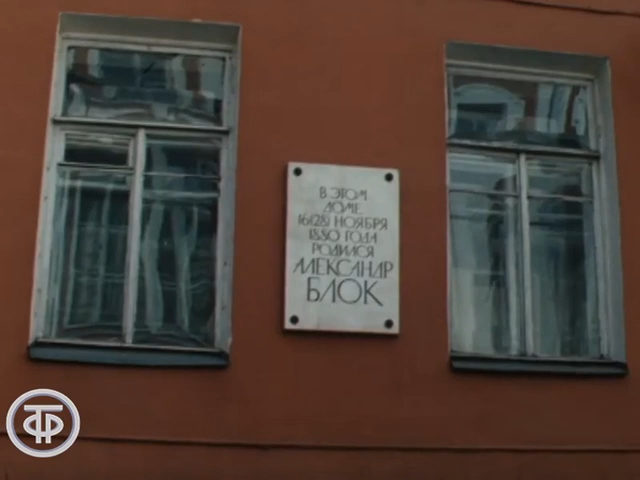 В ЭТОМ
ДОМЕ
16(28) НОЯБРЯ
1880 ГОДА
РОДИЛСЯ
АЛЕКСАНДР
БЛОК